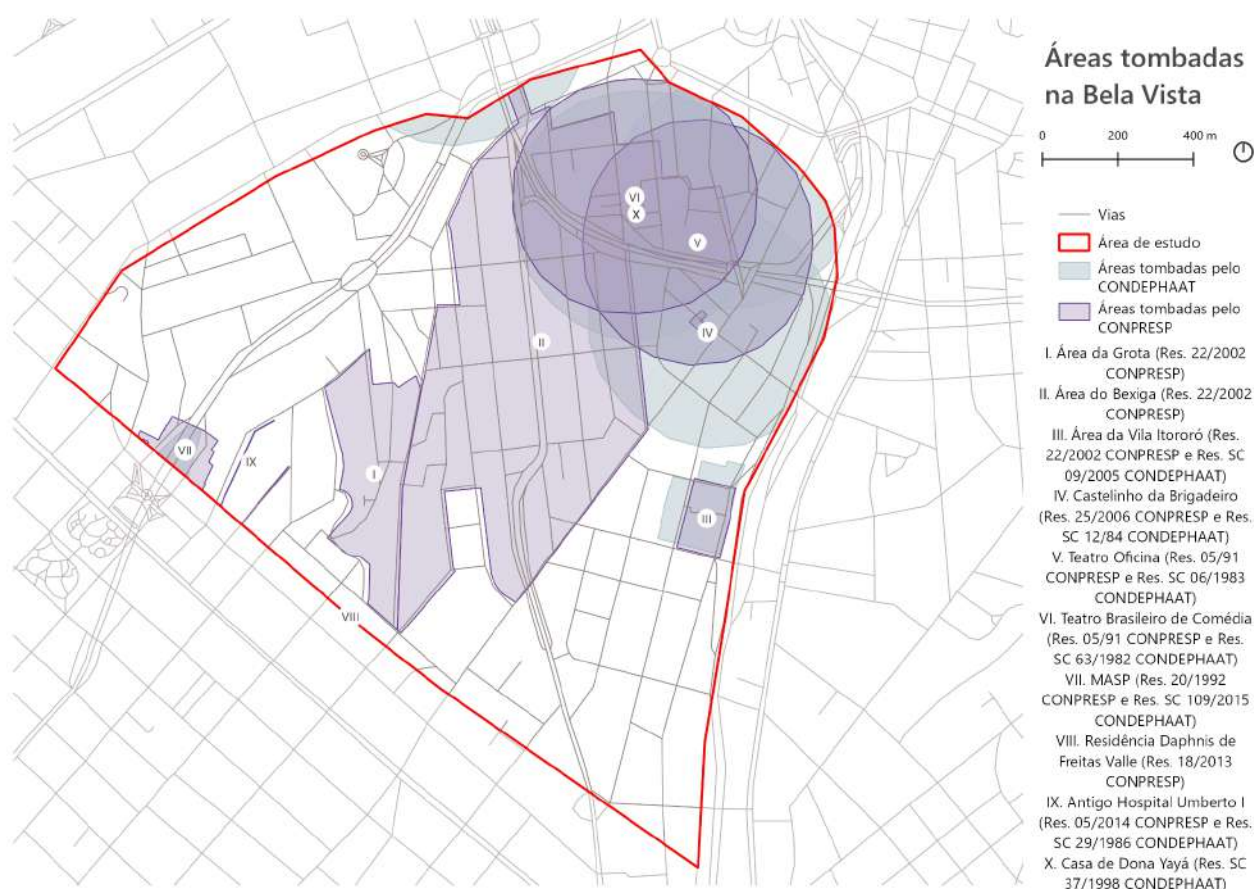 Áreas tombadas
na Bela Vista
0 200 400 m
Vias
Área de estudo
Áreas tombadas pelo
CONDEPHAAT
Áreas tombadas pelo
CONPRESP
I. Área da Grota (Res. 22/2002
CONPRESP)
II. Área do Bexiga (Res. 22/2002
CONPRESP)
III. Área da Vila Itororó (Res.
22/2002 CONPRESP e Res. SC
09/2005 CONDEPHAAT)
IV. Castelinho da Brigadeiro
(Res. 25/2006 CONPRESP e Res.
SC 12/84 CONDEPHAAT)
V. Teatro Oficina (Res. 05/91
CONPRESP e Res. SC 06/1983
CONDEPHAAT)
VI. Teatro Brasileiro de Comédia
(Res. 05/91 CONPRESP e Res.
SC 63/1982 CONDEPHAAT)
VII. MASP (Res. 20/1992
CONPRESP e Res. SC 109/2015
CONDEPHAAT)
VIII. Residência Daphnis de
Freitas Valle (Res. 18/2013
CONPRESP)
IX. Antigo Hospital Umberto I
(Res. 05/2014 CONPRESP e Res.
SC 29/1986 CONDEPHAAT)
X. Casa de Dona Yayá (Res. SC
37/1998 CONDEPHAAT)
VI
X
V
IV
II
VII
IX
I
III
VIII